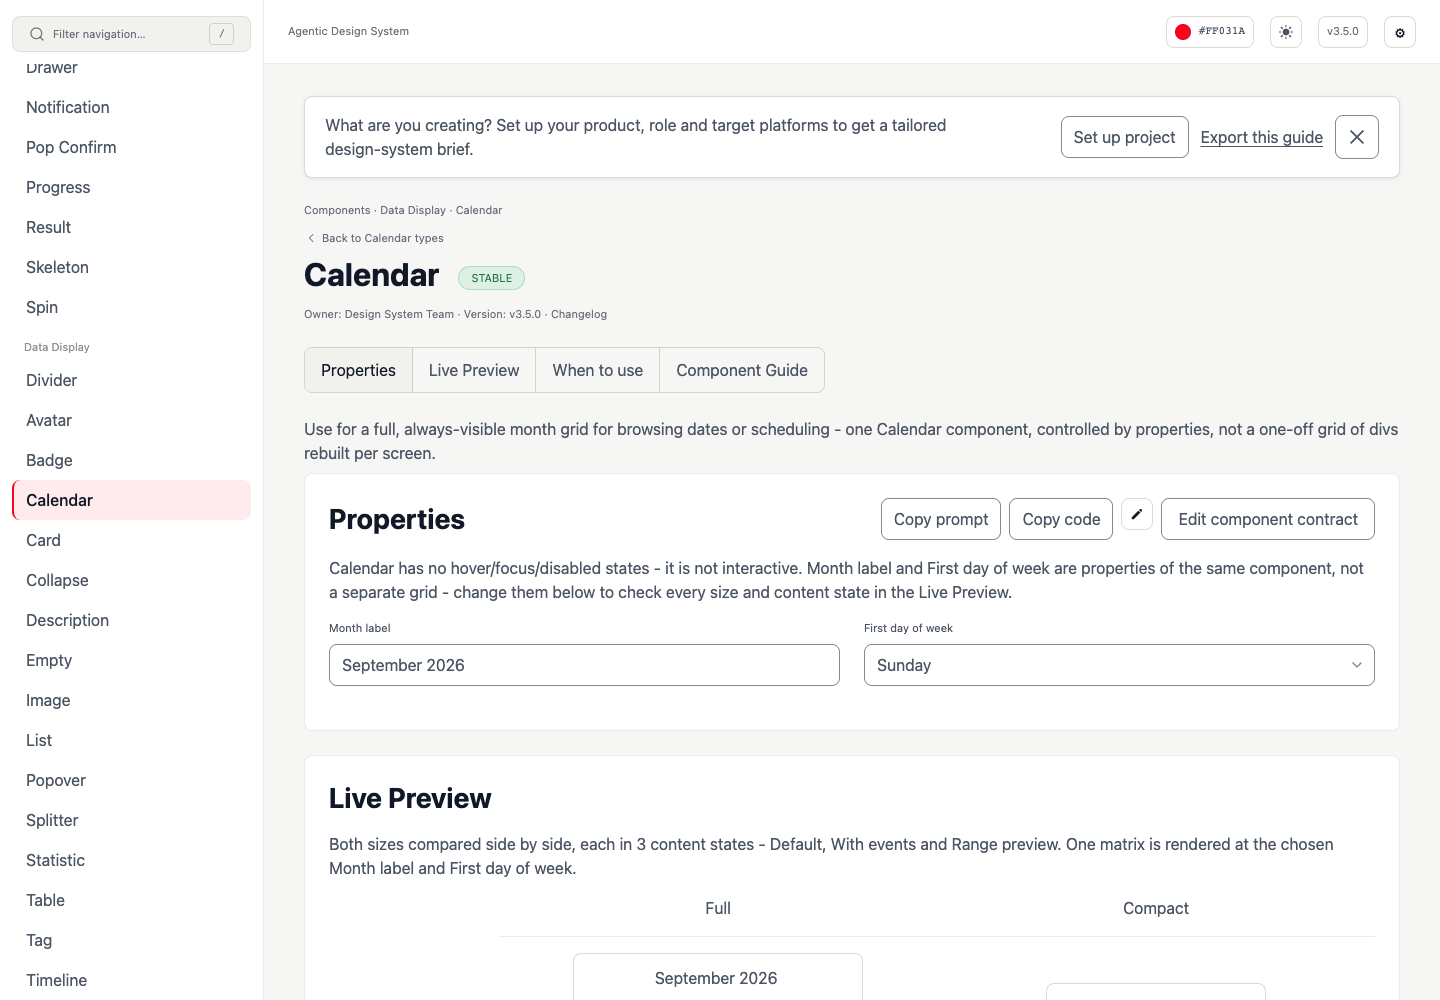 Filter navigation... /
Drawer
Notification
Pop Confirm
Progress
Result
Skeleton
Spin
Data Display
Divider
Avatar
Badge
Calendar
Card
Collapse
Description
Empty
Image
List
Popover
Splitter
Statistic
Table
Tag
Timeline
Agentic Design System
#FF031A
v3.5.0
What are you creating? Set up your product, role and target platforms to get a tailored
design-system brief.
Set up project
Export this guide
Components · Data Display · Calendar
Back to Calendar types
Calendar STABLE
Owner: Design System Team · Version: v3.5.0 · Changelog
Properties Live Preview When to use Component Guide
Use for a full, always-visible month grid for browsing dates or scheduling - one Calendar component, controlled by properties, not a one-off grid of divs
rebuilt per screen.
Properties
Copy prompt Copy code Edit component contract
Calendar has no hover/focus/disabled states - it is not interactive. Month label and First day of week are properties of the same component, not
a separate grid - change them below to check every size and content state in the Live Preview.
Month label First day of week
September 2026 Sunday
Live Preview
Both sizes compared side by side, each in 3 content states - Default, With events and Range preview. One matrix is rendered at the chosen
Month label and First day of week.
Full Compact
September 2026